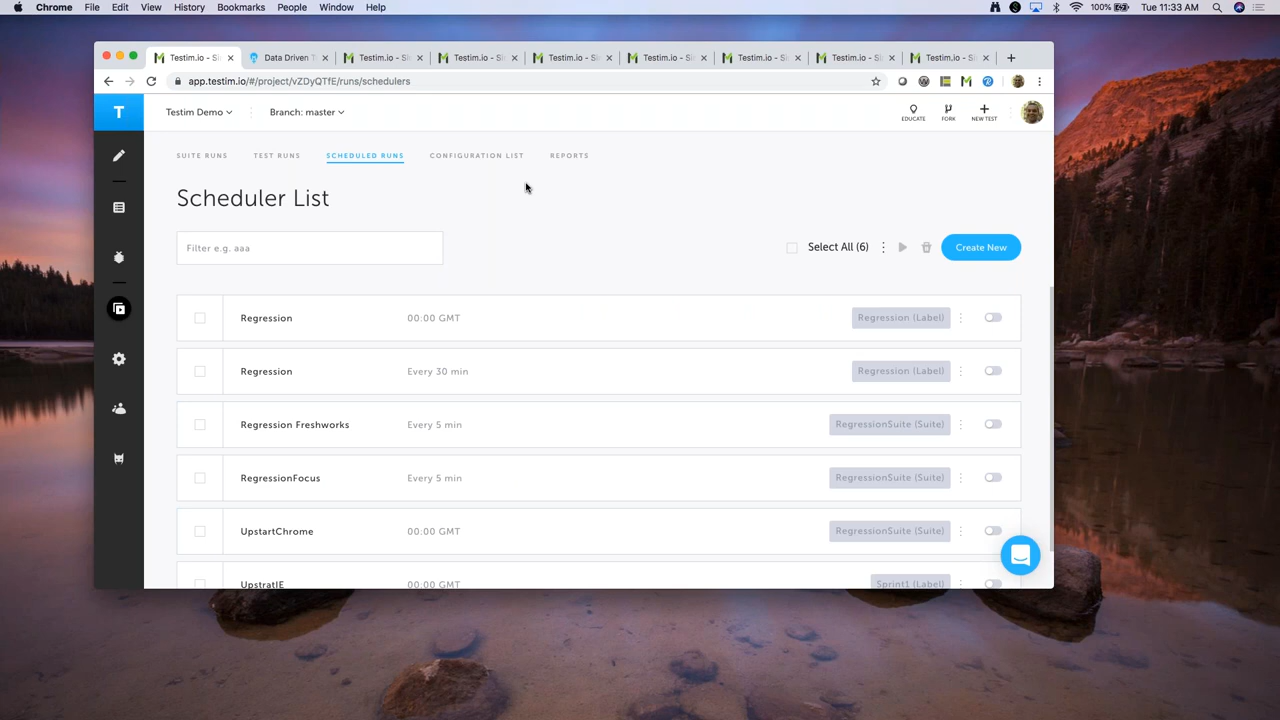 Chrome File Edit View History Bookmarks People Window Help 100% Tue 11:33 AM
Testim.io - Si Data Driven T Testim.io - Si Testim.io - Si Testim.io - Si Testim.io - Si Testim.io - Si Testim.io - Si Testim.io - Si
app.testim.io/#/project/vZDyQTfE/runs/schedulers
T Testim Demo Branch: master EDUCATE FORK NEW TEST
SUITE RUNS TEST RUNS SCHEDULED RUNS CONFIGURATION LIST REPORTS
Scheduler List
Filter e.g. aaa Select All (6) Create New
Regression 00:00 GMT Regression (Label)
Regression Every 30 min Regression (Label)
Regression Freshworks Every 5 min RegressionSuite (Suite)
RegressionFocus Every 5 min RegressionSuite (Suite)
UpstartChrome 00:00 GMT RegressionSuite (Suite)
UpstratIE 00:00 GMT Sprint1 (Label)